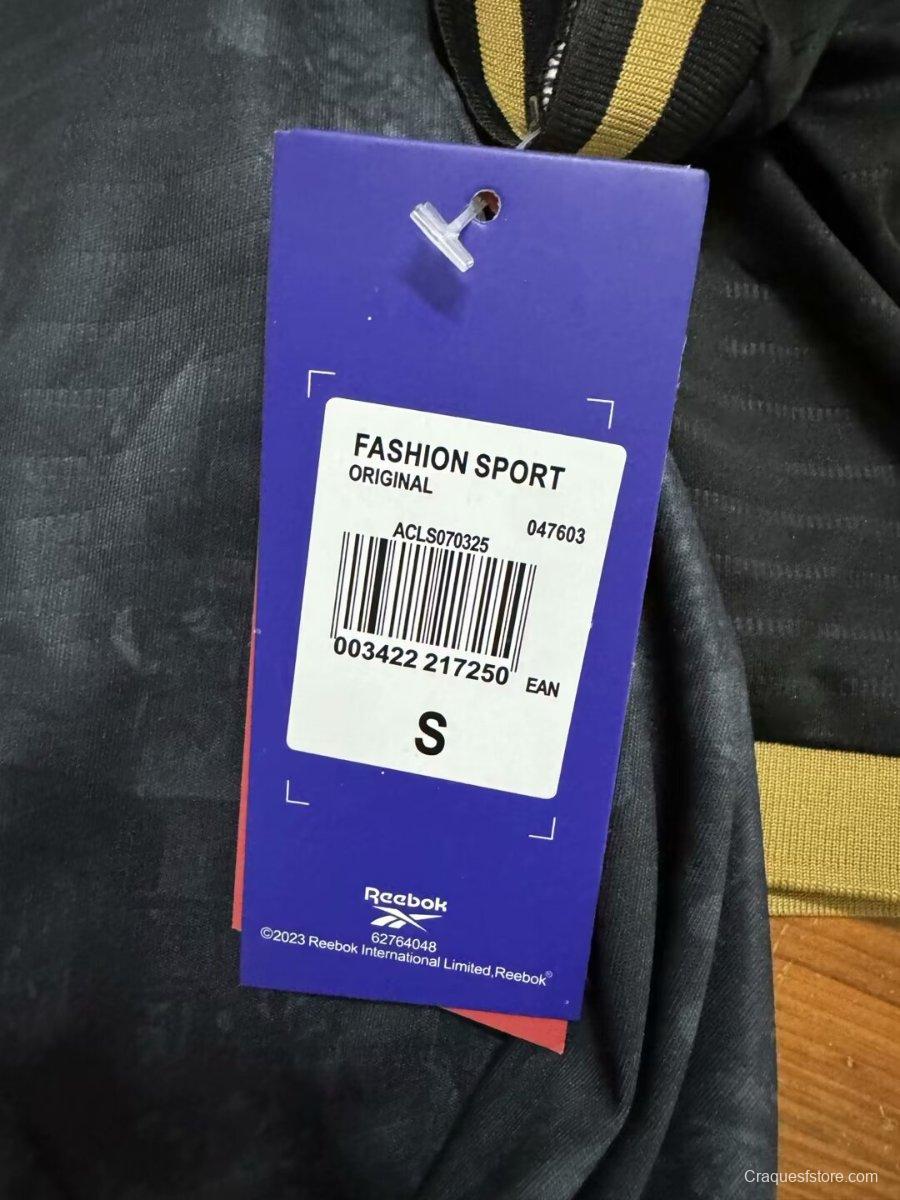 FASHION SPORT
ORIGINAL
047603
ACLS070325
003422 217250
EAN
S
Reebok
62764048
©2023 Reebok International Limited,Reebok®
Craquesfstore.com